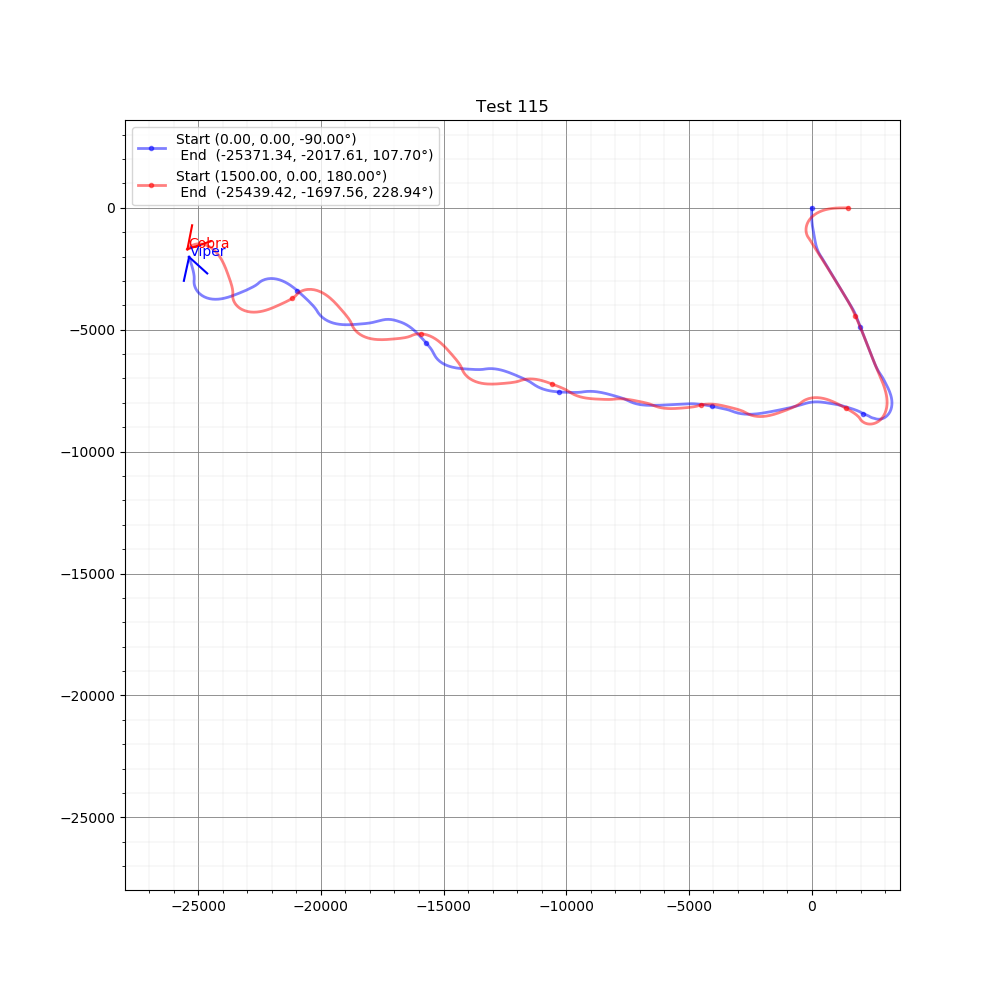 Test 115
Start (0.00, 0.00, -90.00°)
End (-25371.34, -2017.61, 107.70°)
Start (1500.00, 0.00, 180.00°)
End (-25439.42, -1697.56, 228.94°)
0
Cobra
Viper
−5000
−10000
−15000
−20000
−25000
−25000 −20000 −15000 −10000 −5000 0